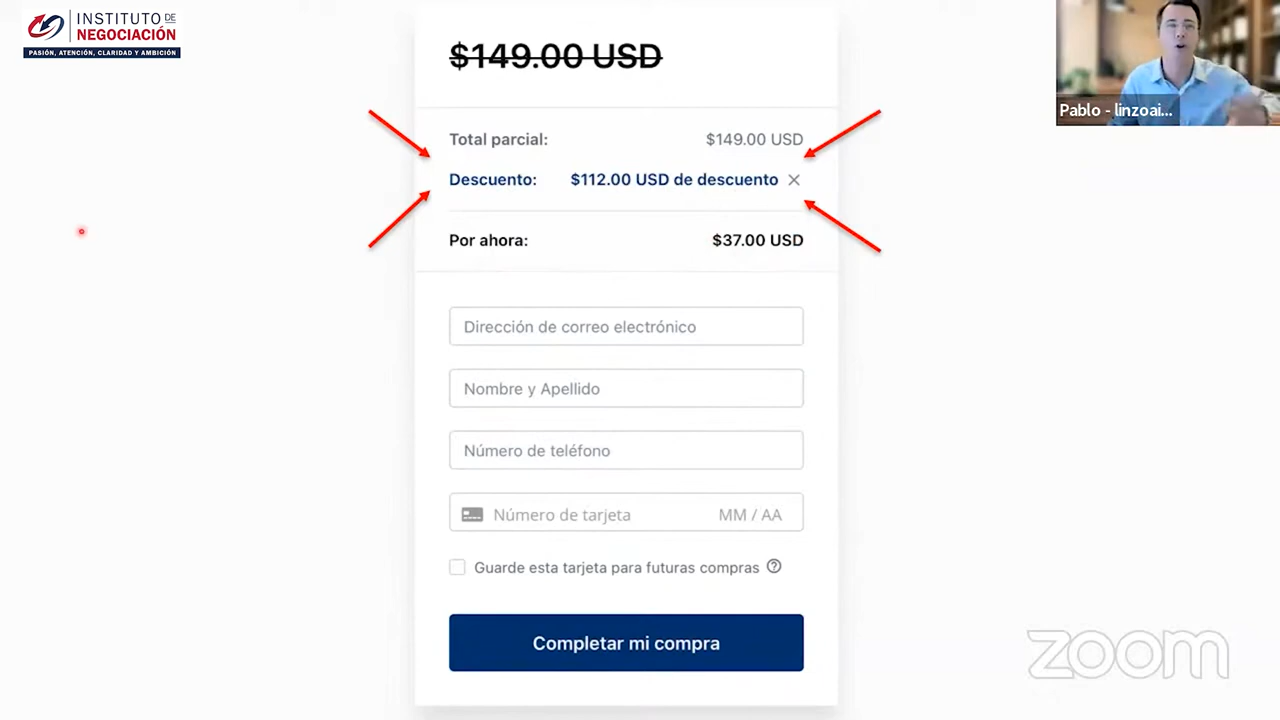 INSTITUTO DE
NEGOCIACIÓN
PASIÓN, ATENCIÓN, CLARIDAD Y AMBICIÓN
$149.00 USD
Pablo - linzoai...
Total parcial: $149.00 USD
Descuento: $112.00 USD de descuento
Por ahora: $37.00 USD
Dirección de correo electrónico
Nombre y Apellido
Número de teléfono
Número de tarjeta MM / AA
Guarde esta tarjeta para futuras compras
Completar mi compra
zoom